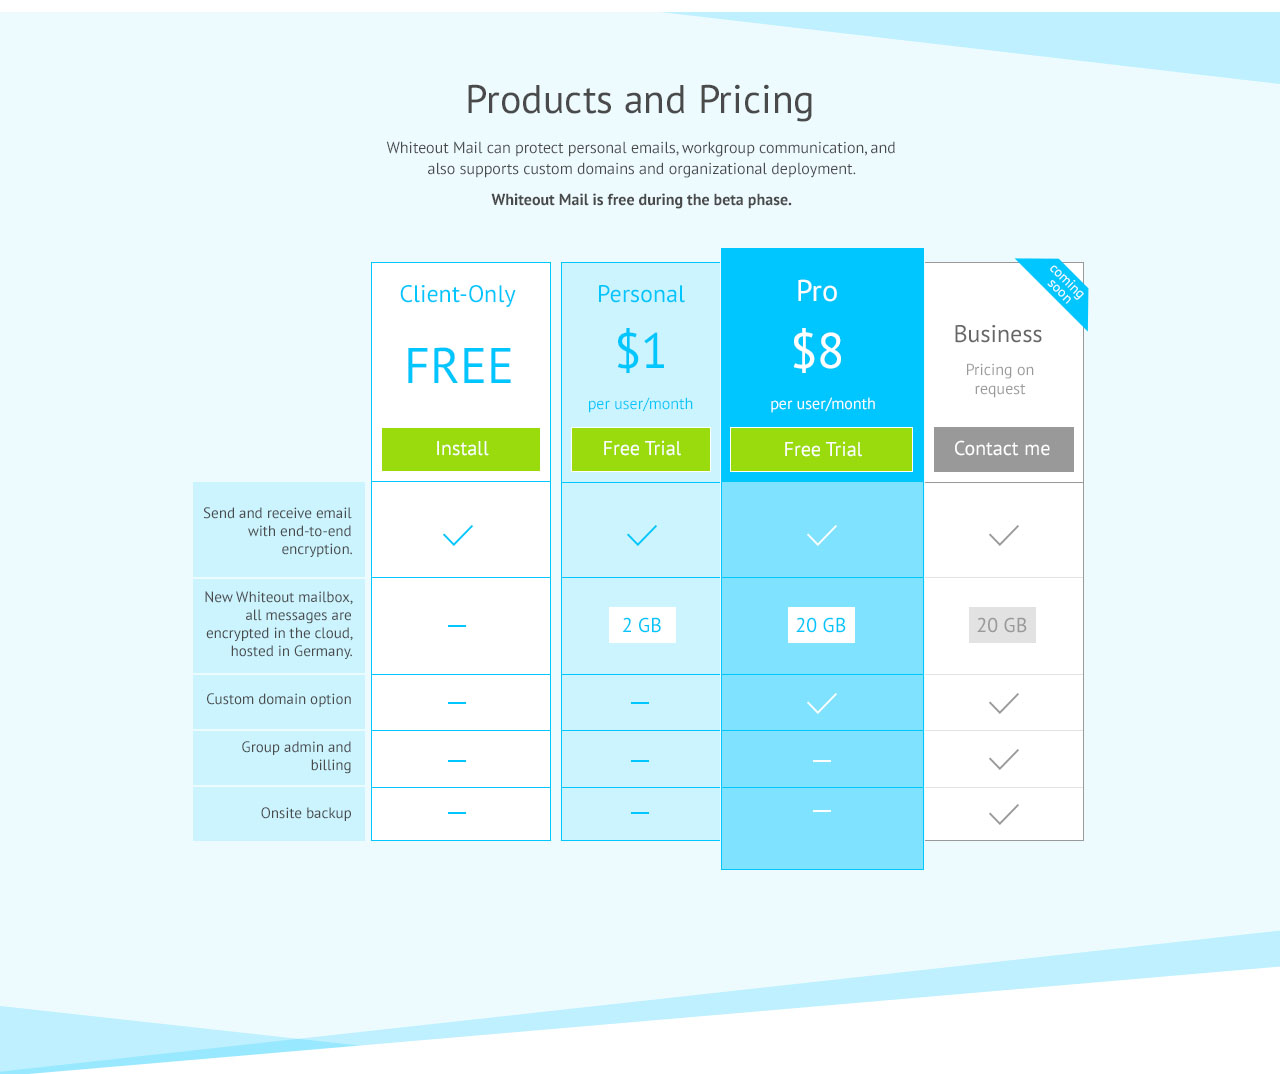 Products and Pricing
Whiteout Mail can protect personal emails, workgroup communication, and
also supports custom domains and organizational deployment.
Whiteout Mail is free during the beta phase.
Client-Only
FREE
Install
Personal
$1
per user/month
Free Trial
Pro
$8
per user/month
Free Trial
coming
soon
Business
Pricing on
request
Contact me
Send and receive email
with end-to-end
encryption.
New Whiteout mailbox,
all messages are
encrypted in the cloud,
hosted in Germany.
2 GB
20 GB
20 GB
Custom domain option
Group admin and
billing
Onsite backup